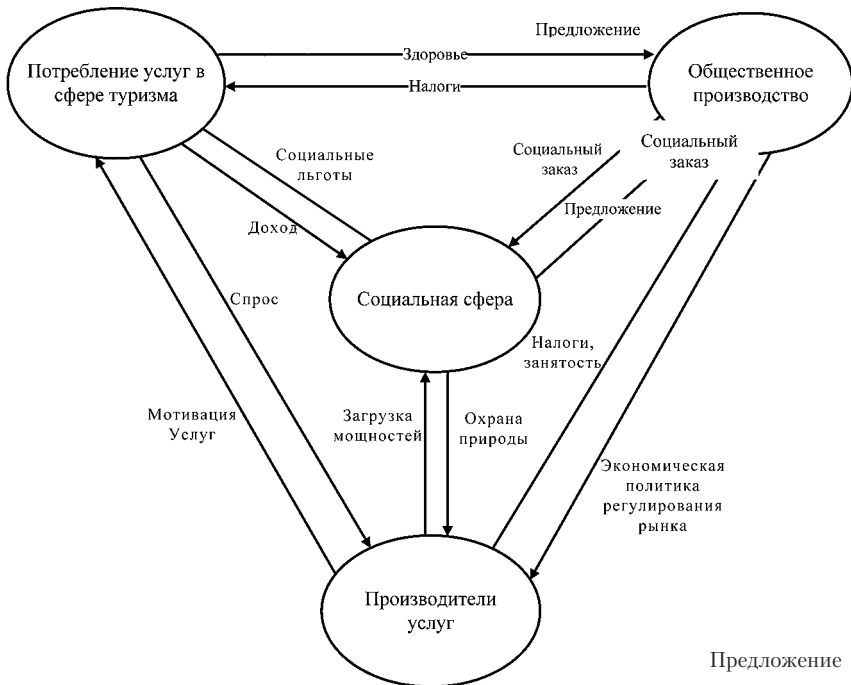 Предложение
Здоровье
Потребление услуг в
сфере туризма
Общественное
производство
Налоги
Социальные
льготы
Социальный
заказ
Социальный
заказ
Предложение
Доход
Социальная сфера
Спрос
Налоги,
занятость
Мотивация
Услуг
Загрузка
мощностей
Охрана
природы
Экономическая
политика
регулирования
рынка
Производители
услуг
Предложение